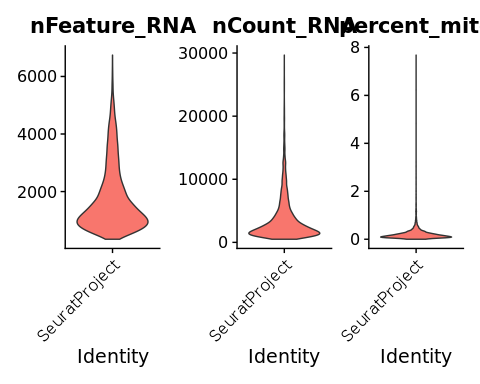 nFeature_RNA
6000
4000
2000
SeuratProject
Identity
nCount_RNA
30000
20000
10000
0
SeuratProject
Identity
percent_mit
8
6
4
2
0
SeuratProject
Identity